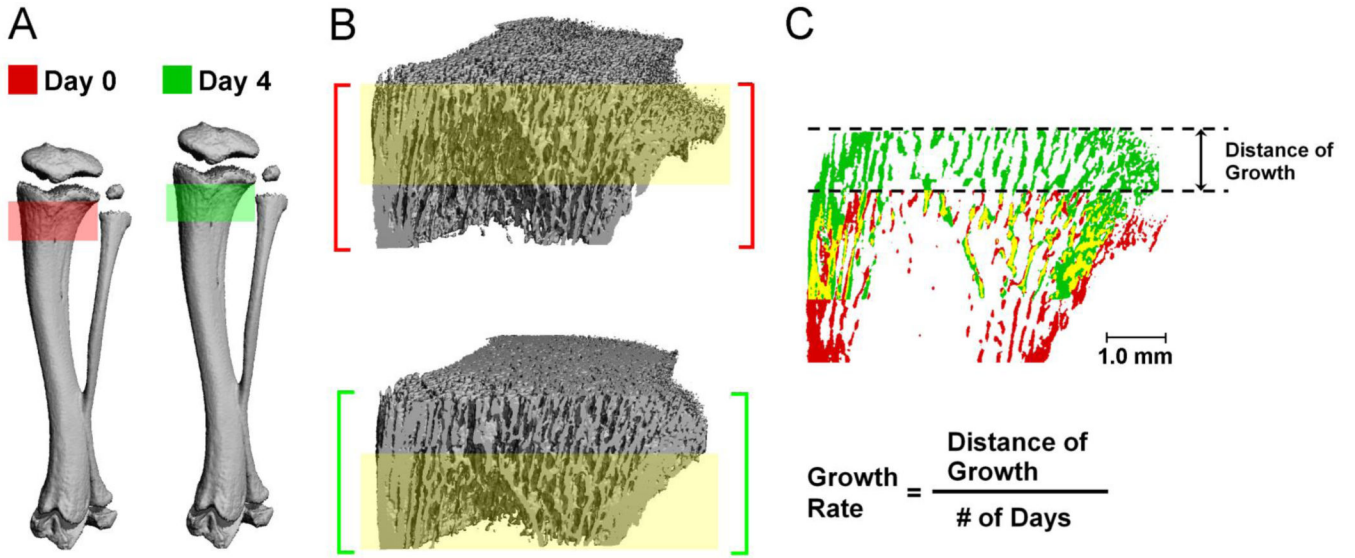 A
Day 0
Day 4
B
C
Distance of
Growth
1.0 mm
Growth
Rate
=
Distance of
Growth
# of Days